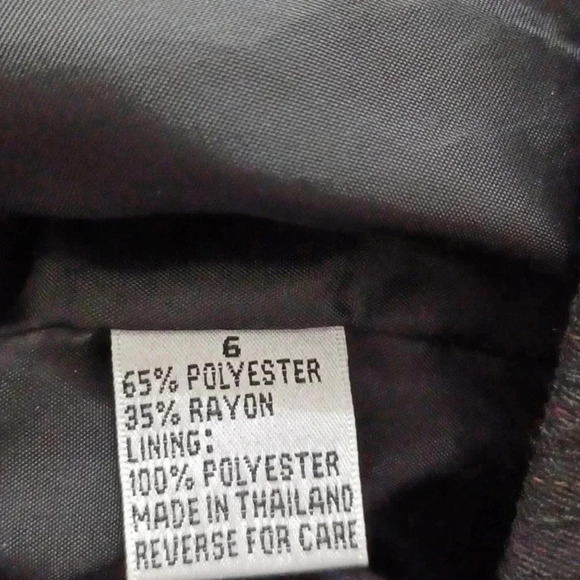 6
65% POLYESTER
35% RAYON
LINING:
100% POLYESTER
MADE IN THAILAND
REVERSE FOR CARE